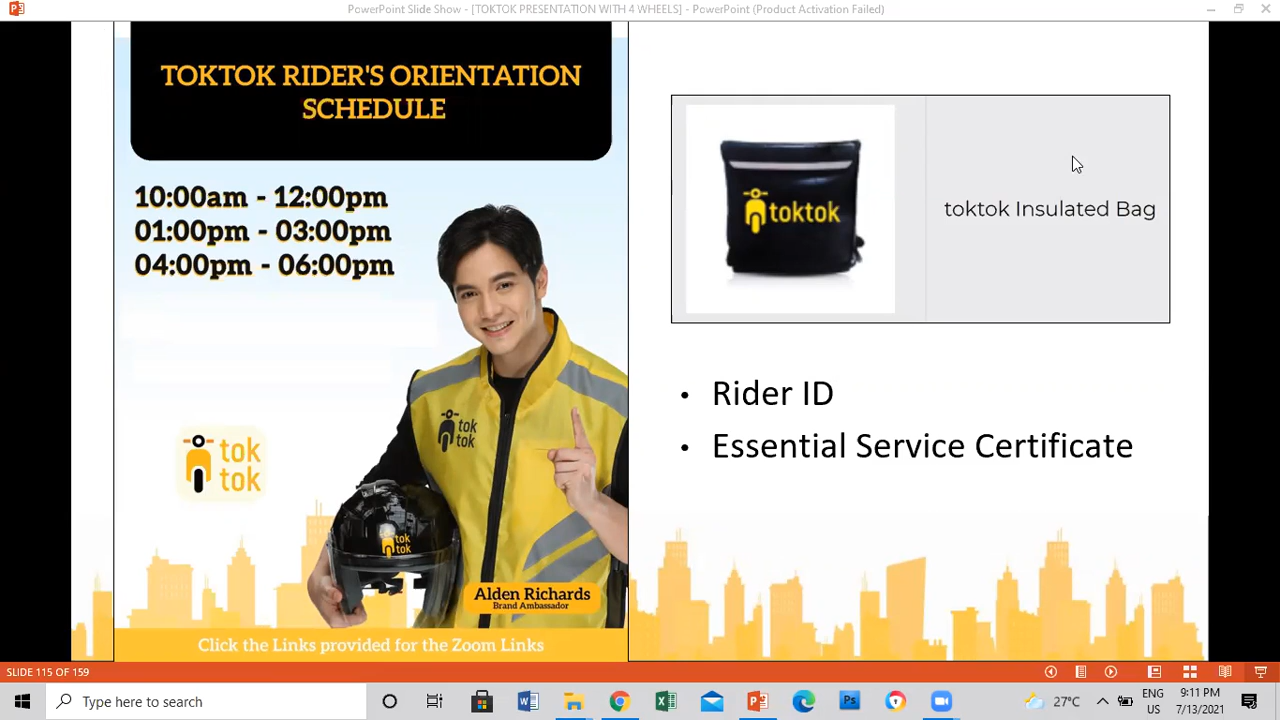 PowerPoint Slide Show - [TOKTOK PRESENTATION WITH 4 WHEELS] - PowerPoint (Product Activation Failed)
TOKTOK RIDER'S ORIENTATION
SCHEDULE
10:00am - 12:00pm
01:00pm - 03:00pm
04:00pm - 06:00pm
tok
tok
tok
tok
tok
tok
Alden Richards
Brand Ambassador
Click the Links provided for the Zoom Links
toktok
toktok Insulated Bag
• Rider ID
• Essential Service Certificate
SLIDE 115 OF 159
Type here to search
27°C
ENG
US
9:11 PM
7/13/2021